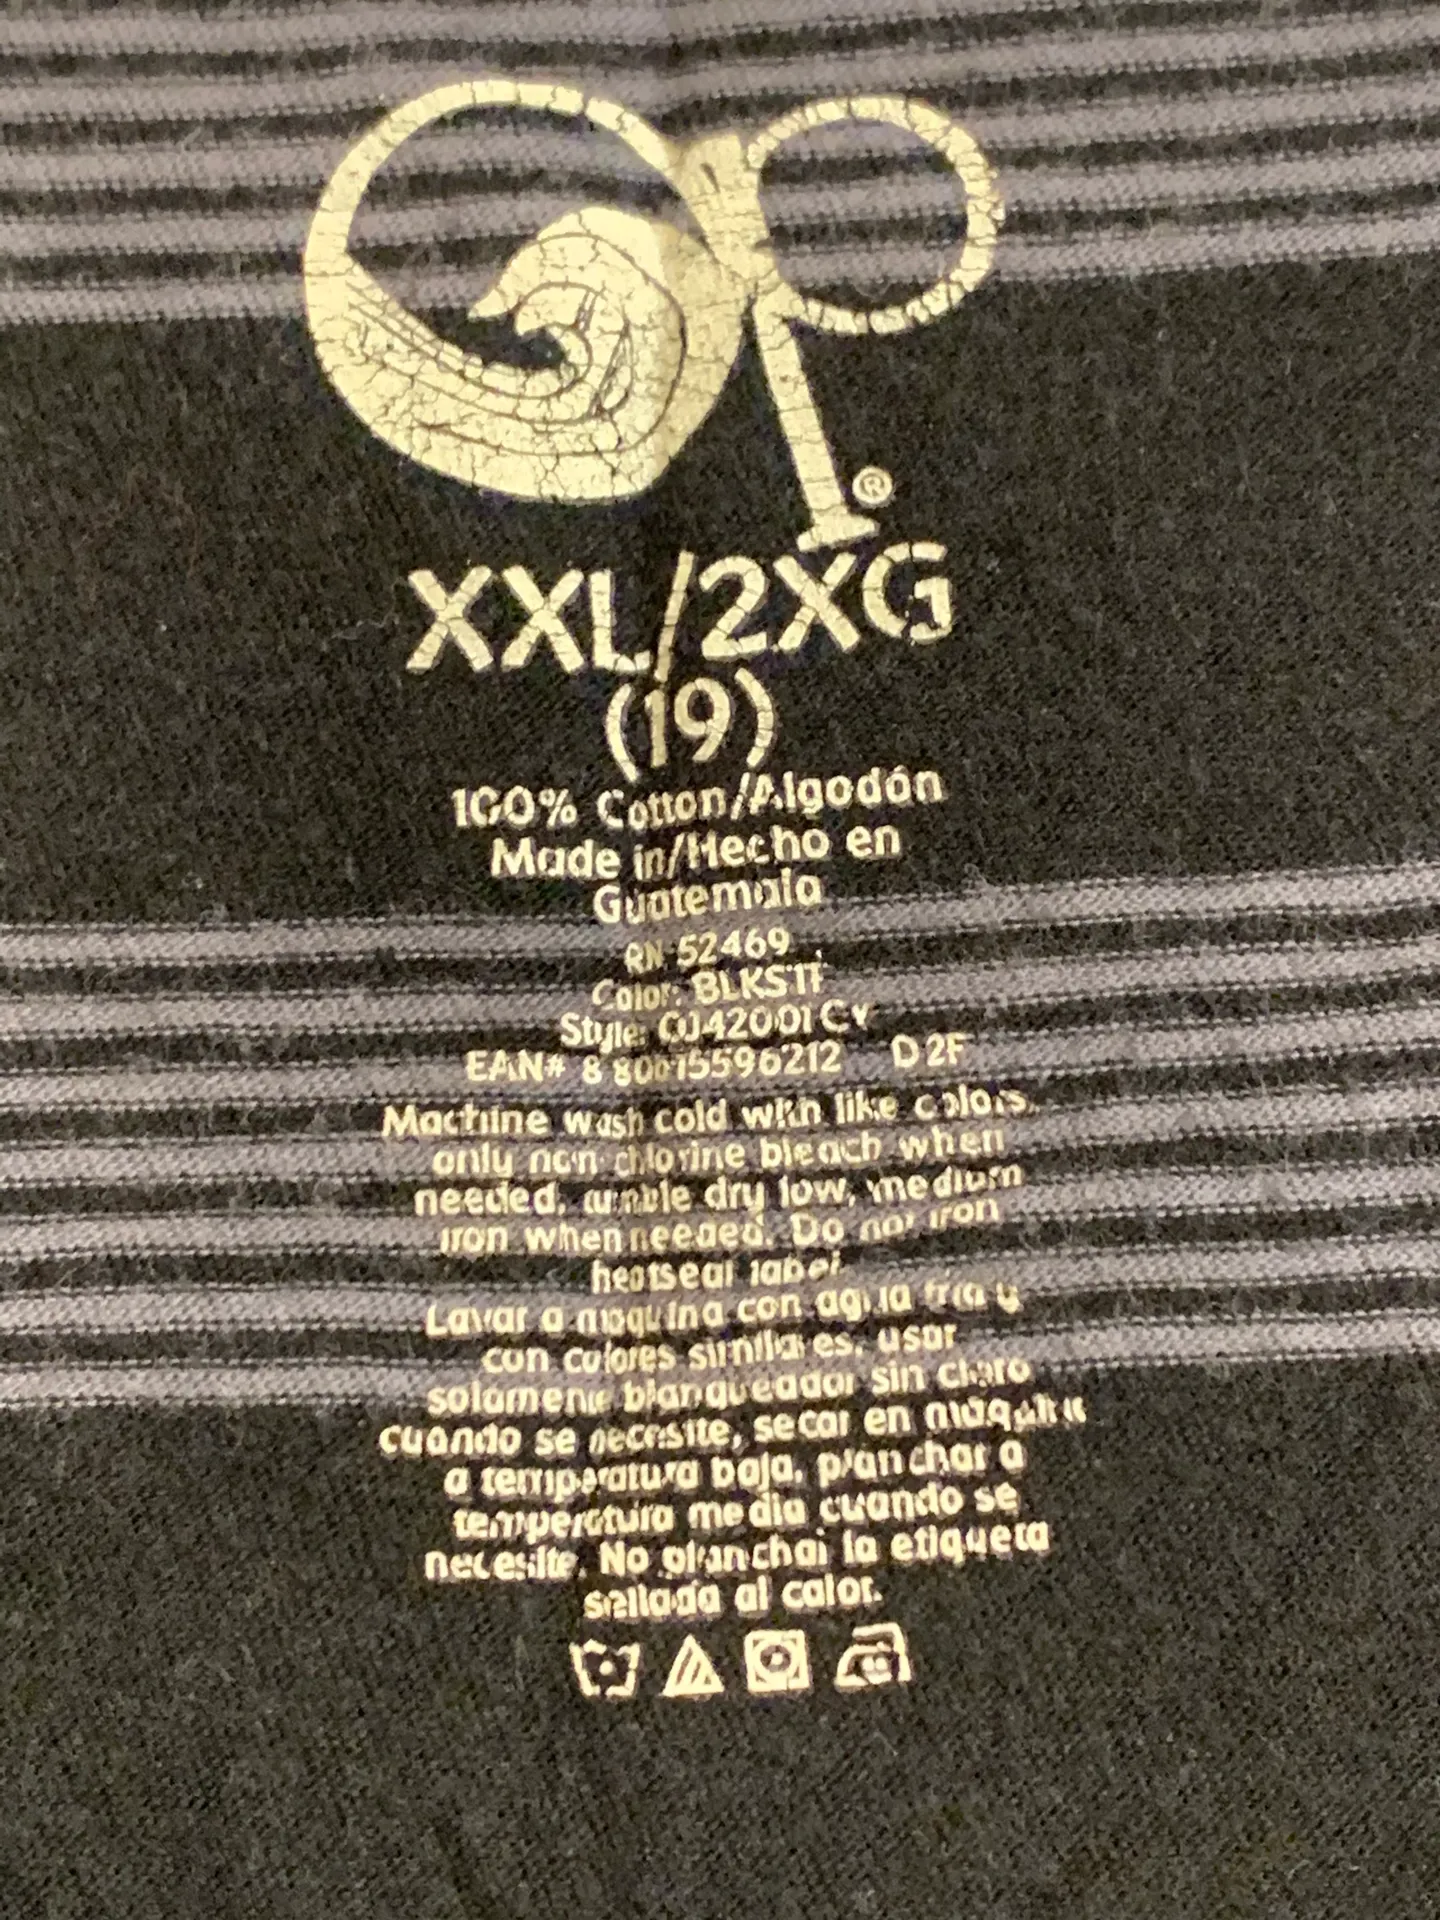 Op®
XXL/2XG
(19)
100% Cotton/Algodón
Made in/Hecho en
Guatemala
RN 52469
Color: BLKSTF
Style:
EAN# D2F
Machine wash cold with like colors,
only non-chlorine bleach when
needed, tumble dry low, medium
iron when needed. Do not iron
heatseal label.
Lavar a maquina con agua fria y
con colores similares, usar
solamente blanqueador sin cloro
cuando se necesite, secar en máquina
a temperatura baja, planchar a
temperatura media cuando se
necesite. No planchar la etiqueta
sellada al calor.